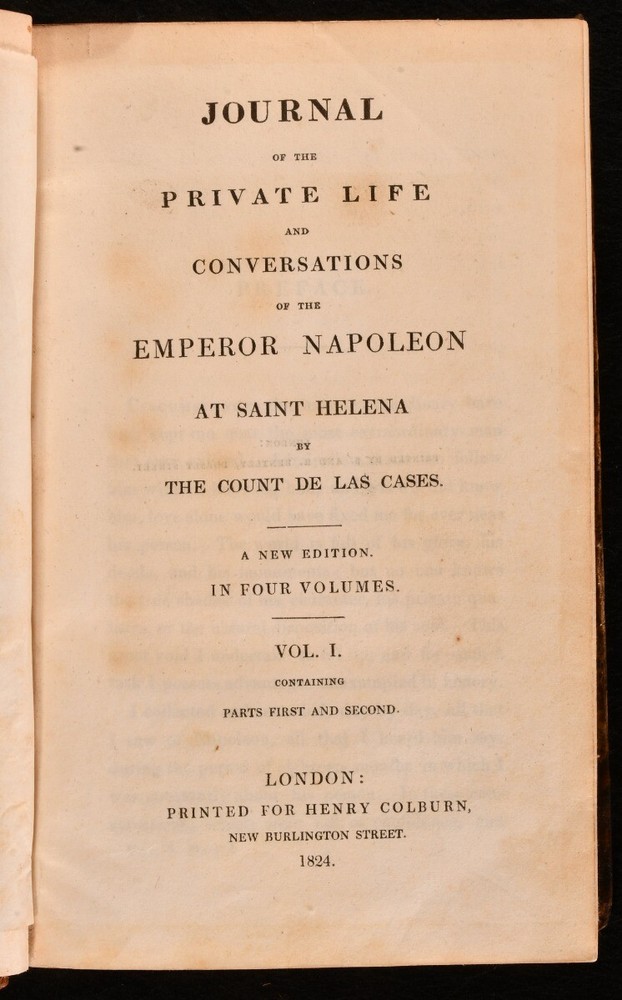 JOURNAL
OF THE
PRIVATE LIFE
AND
CONVERSATIONS
OF THE
EMPEROR NAPOLEON
AT SAINT HELENA
BY
THE COUNT DE LAS CASES.
A NEW EDITION.
IN FOUR VOLUMES.
VOL. I.
CONTAINING
PARTS FIRST AND SECOND.
LONDON:
PRINTED FOR HENRY COLBURN,
NEW BURLINGTON STREET.
1824.